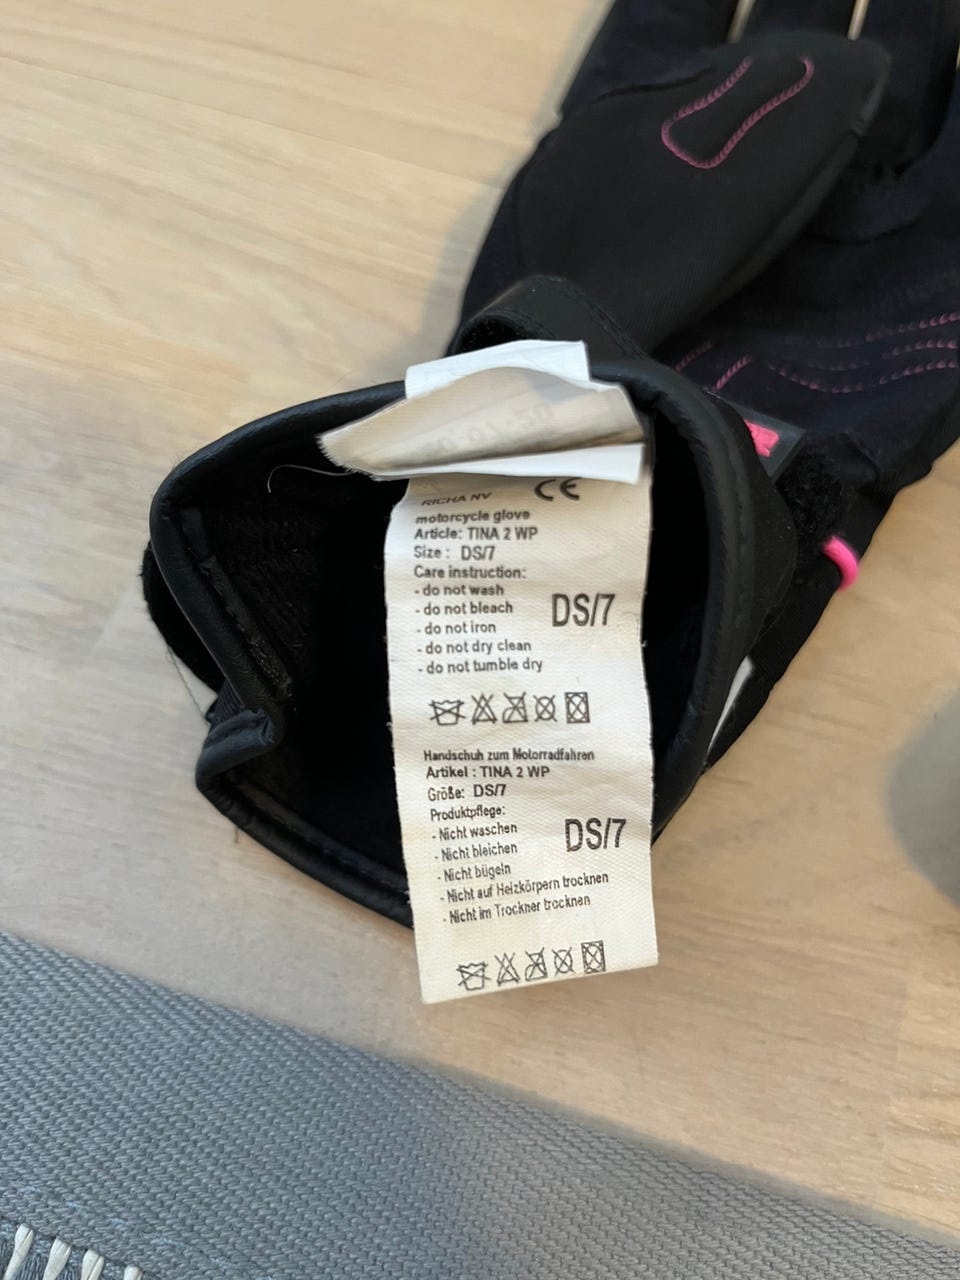 RICHA NV CE
motorcycle glove
Article: TINA 2 WP
Size : DS/7
Care instruction:
- do not wash
- do not bleach
- do not iron
- do not dry clean
- do not tumble dry
DS/7
Handschuh zum Motorradfahren
Artikel : TINA 2 WP
Größe: DS/7
Produktpflege:
- Nicht waschen
- Nicht bleichen
- Nicht bügeln
- Nicht auf Heizkörpern trocknen
- Nicht im Trockner trocknen
DS/7